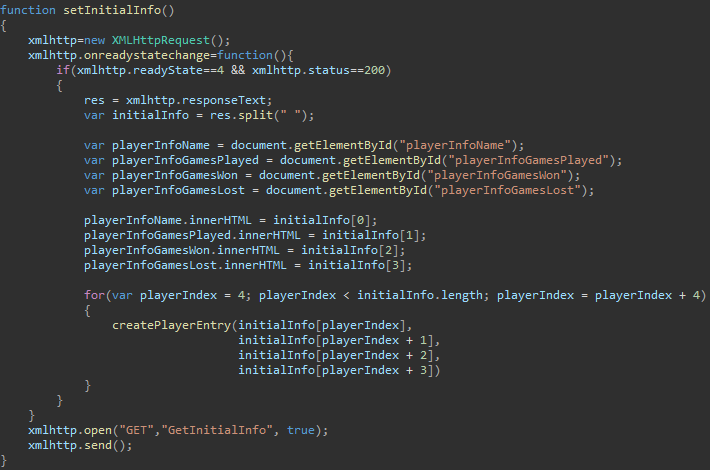 function setInitialInfo()
{
    xmlhttp=new XMLHttpRequest();
    xmlhttp.onreadystatechange=function(){
        if(xmlhttp.readyState==4 && xmlhttp.status==200)
        {
            res = xmlhttp.responseText;
            var initialInfo = res.split(" ");

            var playerInfoName = document.getElementById("playerInfoName");
            var playerInfoGamesPlayed = document.getElementById("playerInfoGamesPlayed");
            var playerInfoGamesWon = document.getElementById("playerInfoGamesWon");
            var playerInfoGamesLost = document.getElementById("playerInfoGamesLost");

            playerInfoName.innerHTML = initialInfo[0];
            playerInfoGamesPlayed.innerHTML = initialInfo[1];
            playerInfoGamesWon.innerHTML = initialInfo[2];
            playerInfoGamesLost.innerHTML = initialInfo[3];

            for(var playerIndex = 4; playerIndex < initialInfo.length; playerIndex = playerIndex + 4)
            {
                createPlayerEntry(initialInfo[playerIndex],
                                  initialInfo[playerIndex + 1],
                                  initialInfo[playerIndex + 2],
                                  initialInfo[playerIndex + 3])
            }
        }
    }
    xmlhttp.open("GET","GetInitialInfo", true);
    xmlhttp.send();
}